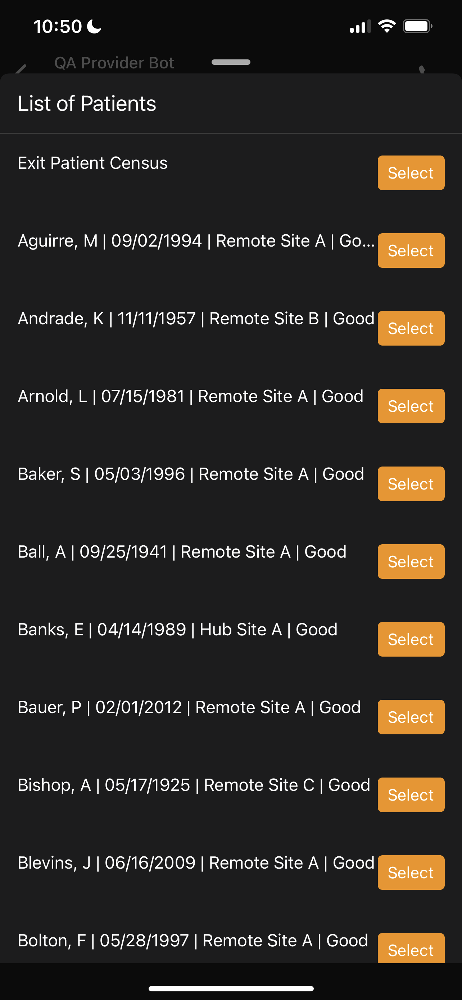 10:50
QA Provider Bot
List of Patients
Exit Patient Census
Select
Aguirre, M | 09/02/1994 | Remote Site A | Go...
Select
Andrade, K | 11/11/1957 | Remote Site B | Good
Select
Arnold, L | 07/15/1981 | Remote Site A | Good
Select
Baker, S | 05/03/1996 | Remote Site A | Good
Select
Ball, A | 09/25/1941 | Remote Site A | Good
Select
Banks, E | 04/14/1989 | Hub Site A | Good
Select
Bauer, P | 02/01/2012 | Remote Site A | Good
Select
Bishop, A | 05/17/1925 | Remote Site C | Good
Select
Blevins, J | 06/16/2009 | Remote Site A | Good
Select
Bolton, F | 05/28/1997 | Remote Site A | Good
Select